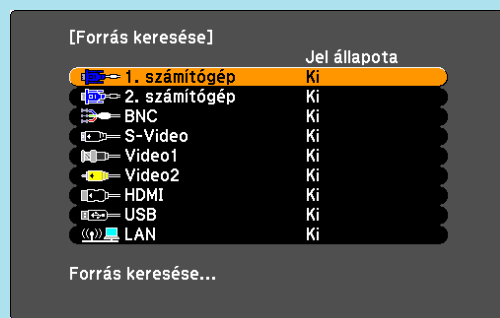 [Forrás keresése]
Jel állapota
1. számítógép Ki
2. számítógép Ki
BNC Ki
S-Video Ki
Video1 Ki
Video2 Ki
HDMI Ki
USB Ki
LAN Ki
Forrás keresése...